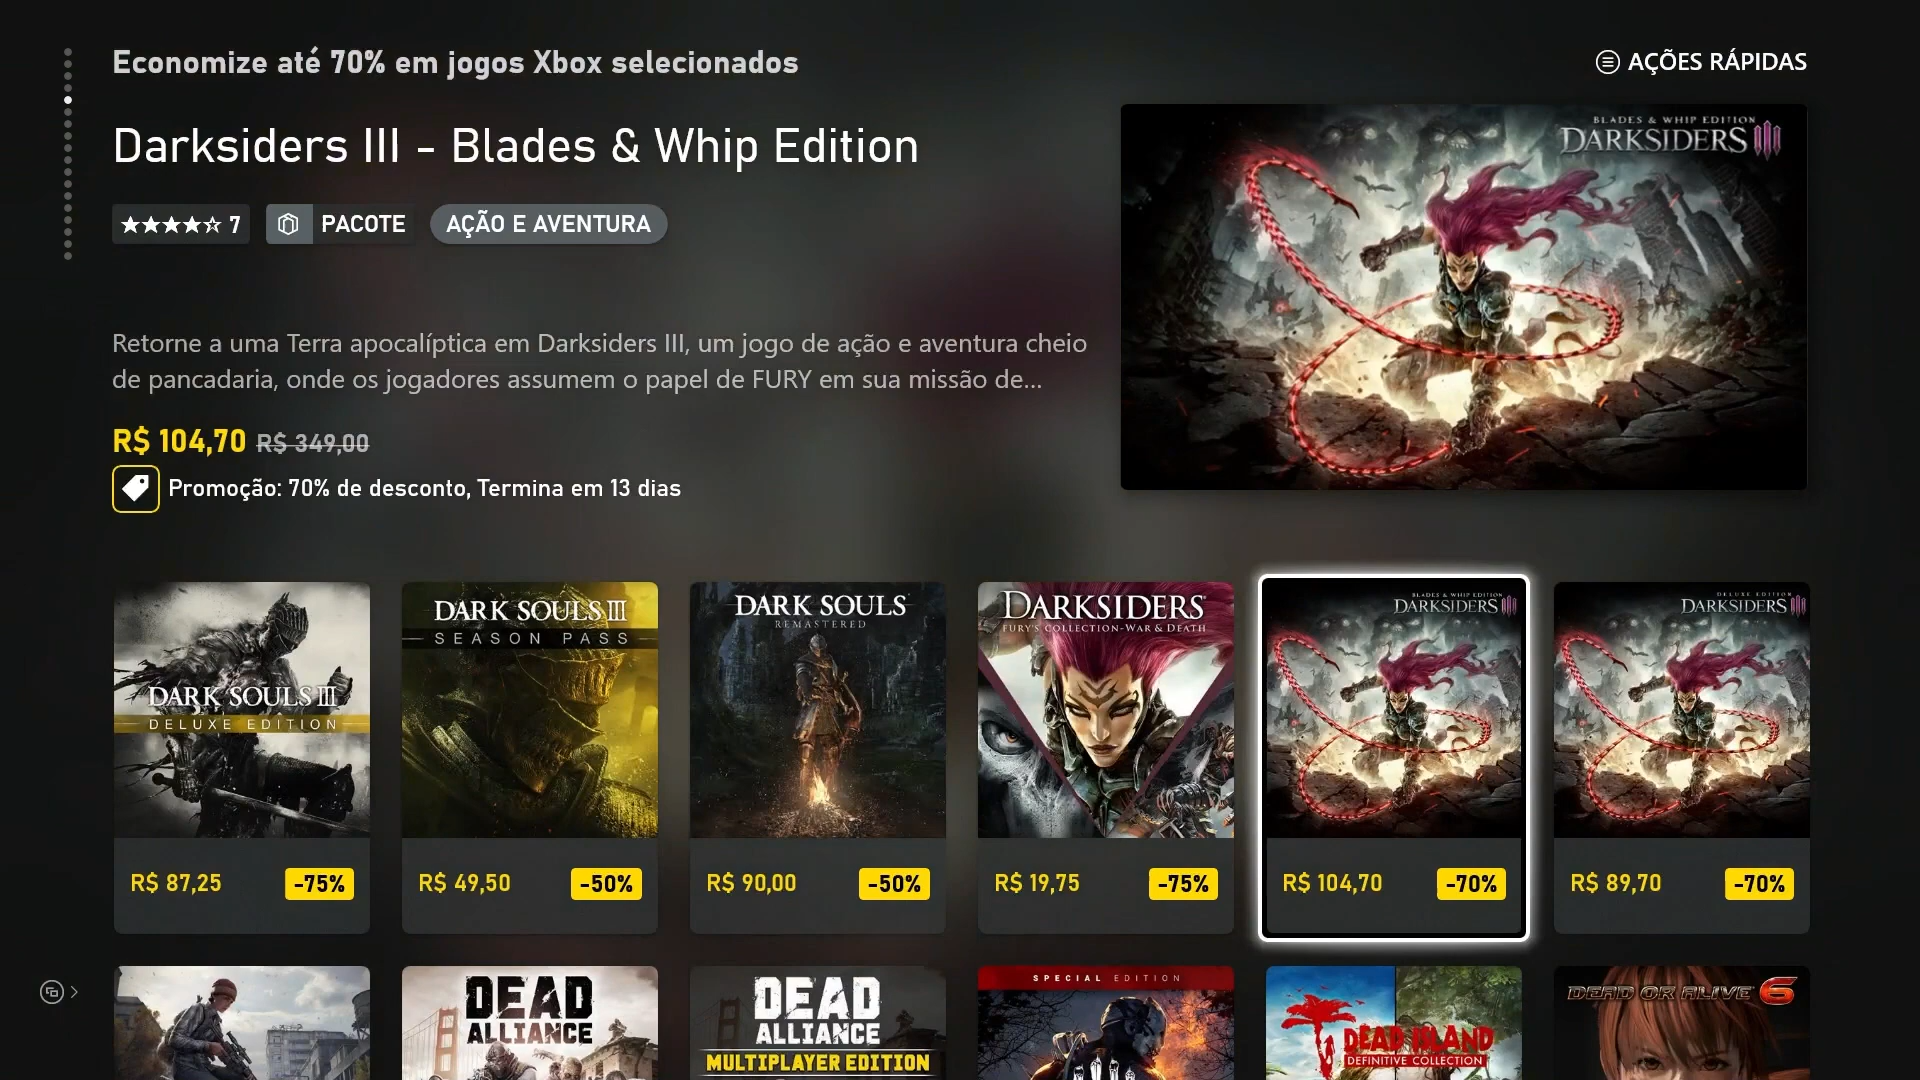 Economize até 70% em jogos Xbox selecionados
AÇÕES RÁPIDAS
Darksiders III - Blades & Whip Edition
★★★★☆ 7
PACOTE
AÇÃO E AVENTURA
BLADES & WHIP EDITION
DARKSIDERS III
Retorne a uma Terra apocalíptica em Darksiders III, um jogo de ação e aventura cheio
de pancadaria, onde os jogadores assumem o papel de FURY em sua missão de...
R$ 104,70 R$ 349,00
Promoção: 70% de desconto, Termina em 13 dias
DARK SOULS III
DELUXE EDITION
R$ 87,25 -75%
DARK SOULS III
SEASON PASS
R$ 49,50 -50%
DARK SOULS
REMASTERED
R$ 90,00 -50%
DARKSIDERS
FURY'S COLLECTION - WAR & DEATH
R$ 19,75 -75%
BLADES & WHIP EDITION
DARKSIDERS III
R$ 104,70 -70%
DELUXE EDITION
DARKSIDERS III
R$ 89,70 -70%
DEAD
ALLIANCE
DEAD
ALLIANCE
MULTIPLAYER EDITION
SPECIAL EDITION
DEAD ISLAND
DEFINITIVE COLLECTION
DEAD OR ALIVE 6